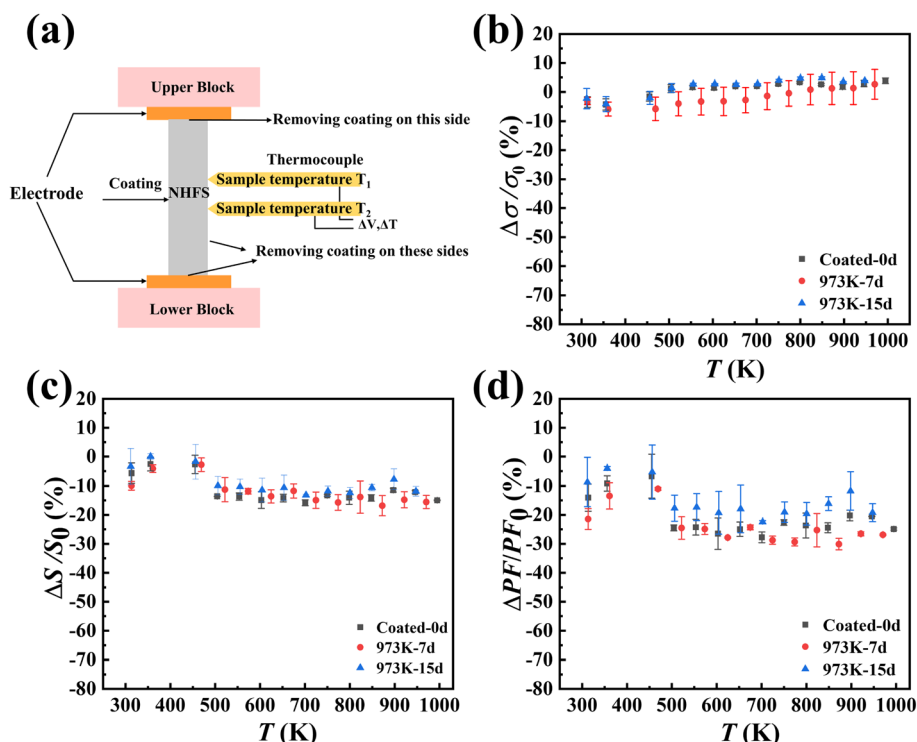 (a)
Upper Block
Removing coating on this side
Thermocouple
Coating
NHFS
Sample temperature T1
Electrode
Sample temperature T2
ΔV,ΔT
Removing coating on these sides
Lower Block
(b)
20
10
0
-10
-20
-30
-40
-50
-60
-70
-80
Δσ/σ0 (%)
Coated-0d
973K-7d
973K-15d
300 400 500 600 700 800 900 1000
T (K)
(c)
20
10
0
-10
-20
-30
-40
-50
-60
-70
-80
ΔS/S0 (%)
Coated-0d
973K-7d
973K-15d
300 400 500 600 700 800 900 1000
T (K)
(d)
20
10
0
-10
-20
-30
-40
-50
-60
-70
-80
ΔPF/PF0 (%)
Coated-0d
973K-7d
973K-15d
300 400 500 600 700 800 900 1000
T (K)